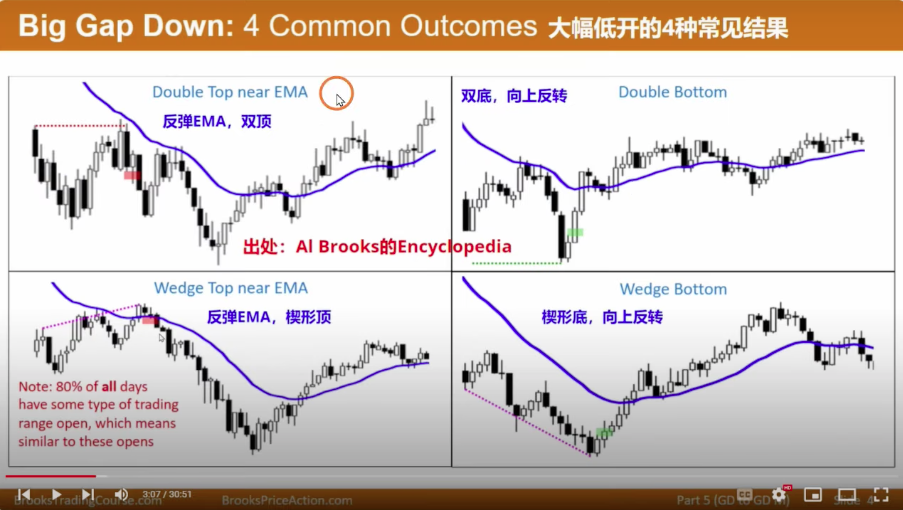 Big Gap Down: 4 Common Outcomes 大幅低开的4种常见结果
Double Top near EMA
反弹EMA，双顶
双底，向上反转
Double Bottom
出处：Al Brooks的Encyclopedia
Wedge Top near EMA
反弹EMA，楔形顶
Wedge Bottom
楔形底，向上反转
Note: 80% of all days
have some type of trading
range open, which means
similar to these opens
3:07 / 30:51
HD
BrooksTradingCourse.com
BrooksPriceAction.com
Part 5 (GD to GD M)
Slide 4